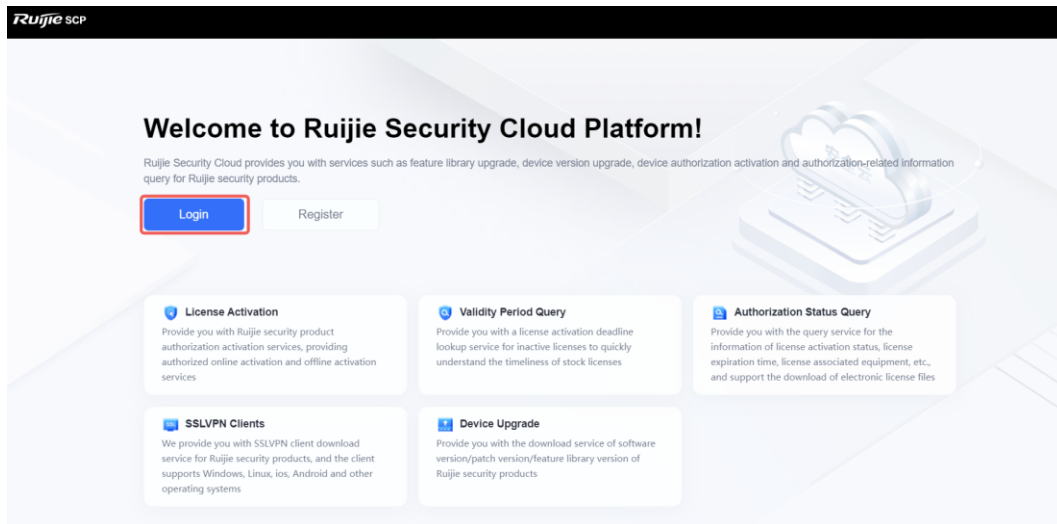 Ruijie SCP
Welcome to Ruijie Security Cloud Platform!
Ruijie Security Cloud provides you with services such as feature library upgrade, device version upgrade, device authorization activation and authorization-related information
query for Ruijie security products.
Login
Register
License Activation
Provide you with Ruijie security product
authorization activation services, providing
authorized online activation and offline activation
services
Validity Period Query
Provide you with a license activation deadline
lookup service for inactive licenses to quickly
understand the timeliness of stock licenses
Authorization Status Query
Provide you with the query service for the
information of license activation status, license
expiration time, license associated equipment, etc.,
and support the download of electronic license files
SSLVPN Clients
We provide you with SSLVPN client download
service for Ruijie security products, and the client
supports Windows, Linux, ios, Android and other
operating systems
Device Upgrade
Provide you with the download service of software
version/patch version/feature library version of
Ruijie security products